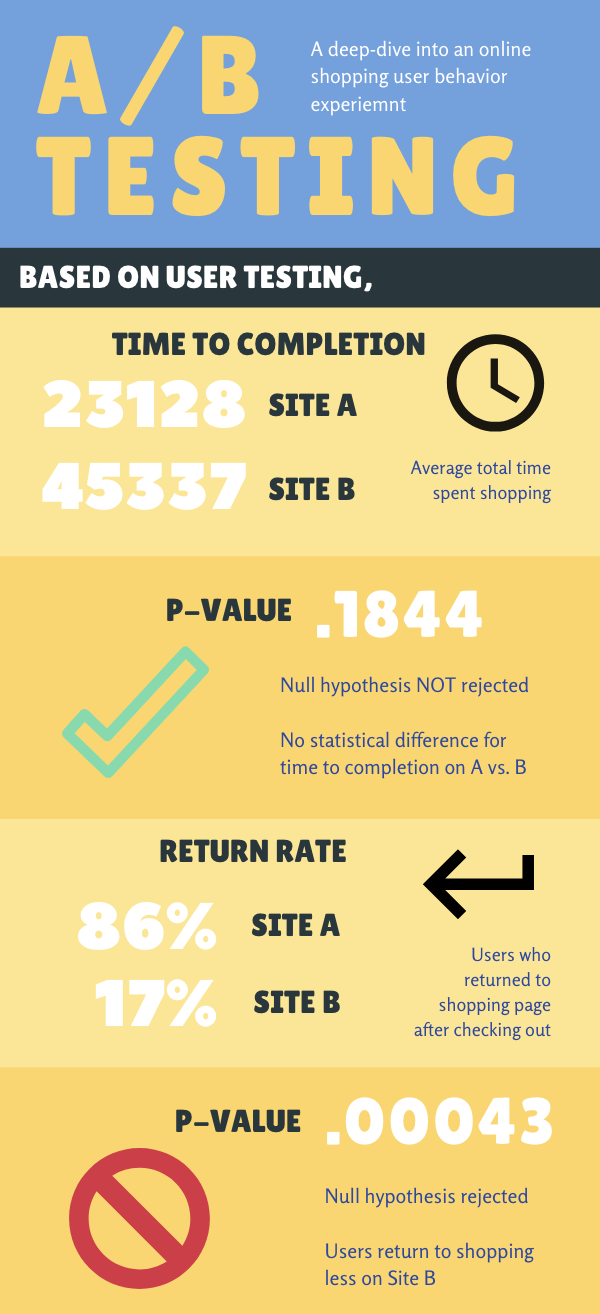 A/B
TESTING
A deep-dive into an online
shopping user behavior
experiemnt
BASED ON USER TESTING,
TIME TO COMPLETION
23128 SITE A
45337 SITE B
Average total time
spent shopping
P-VALUE .1844
Null hypothesis NOT rejected
No statistical difference for
time to completion on A vs. B
RETURN RATE
86% SITE A
17% SITE B
Users who
returned to
shopping page
after checking out
P-VALUE .00043
Null hypothesis rejected
Users return to shopping
less on Site B